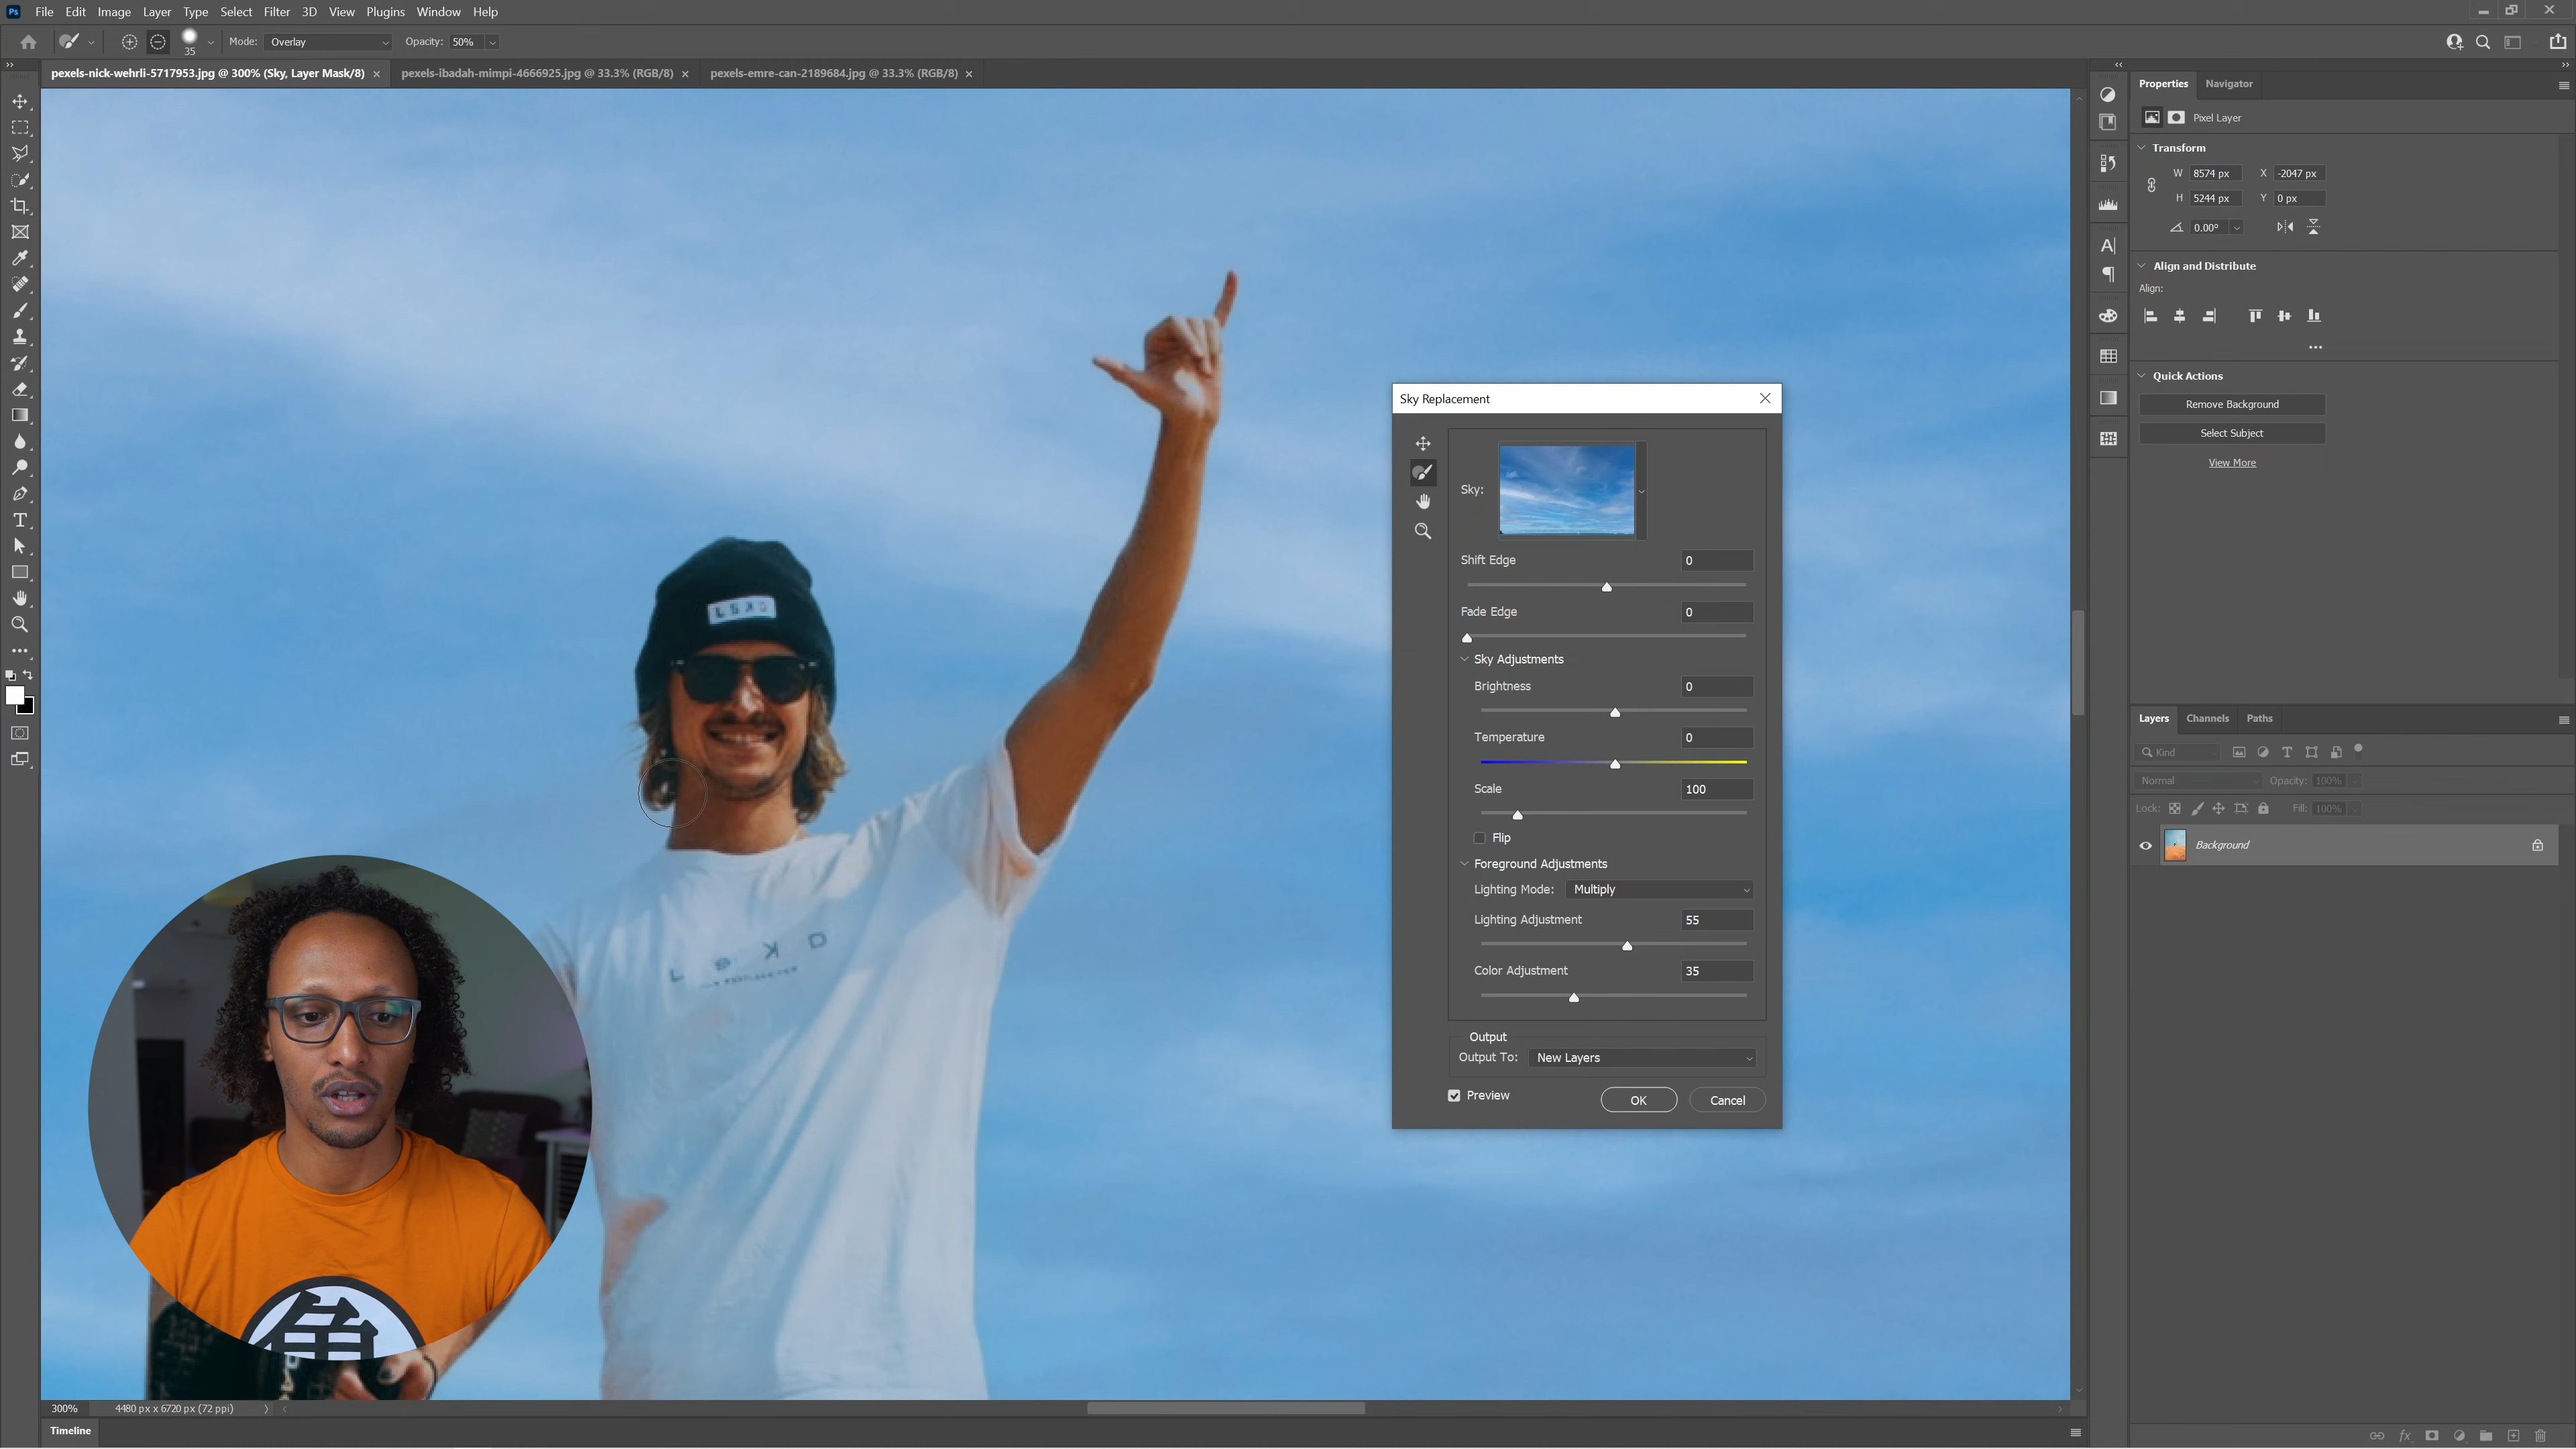 Ps File Edit Image Layer Type Select Filter 3D View Plugins Window Help
35 Mode: Overlay Opacity: 50%
pexels-nick-wehrli-5717953.jpg @ 300% (Sky, Layer Mask/8) pexels-ibadah-mimpi-4666925.jpg @ 33.3% (RGB/8) pexels-emre-can-2189684.jpg @ 33.3% (RGB/8)
Properties Navigator
Pixel Layer
Transform
W 8574 px X -2047 px
H 5244 px Y 0 px
0.00°
Align and Distribute
Align:
Quick Actions
Remove Background
Select Subject
View More
Sky Replacement
Sky:
Shift Edge 0
Fade Edge 0
Sky Adjustments
Brightness 0
Temperature 0
Scale 100
Flip
Foreground Adjustments
Lighting Mode: Multiply
Lighting Adjustment 55
Color Adjustment 35
Output
Output To: New Layers
Preview OK Cancel
Layers Channels Paths
Kind
Normal Opacity: 100%
Lock: Fill: 100%
Background
300% 4480 px x 6720 px (72 ppi)
Timeline